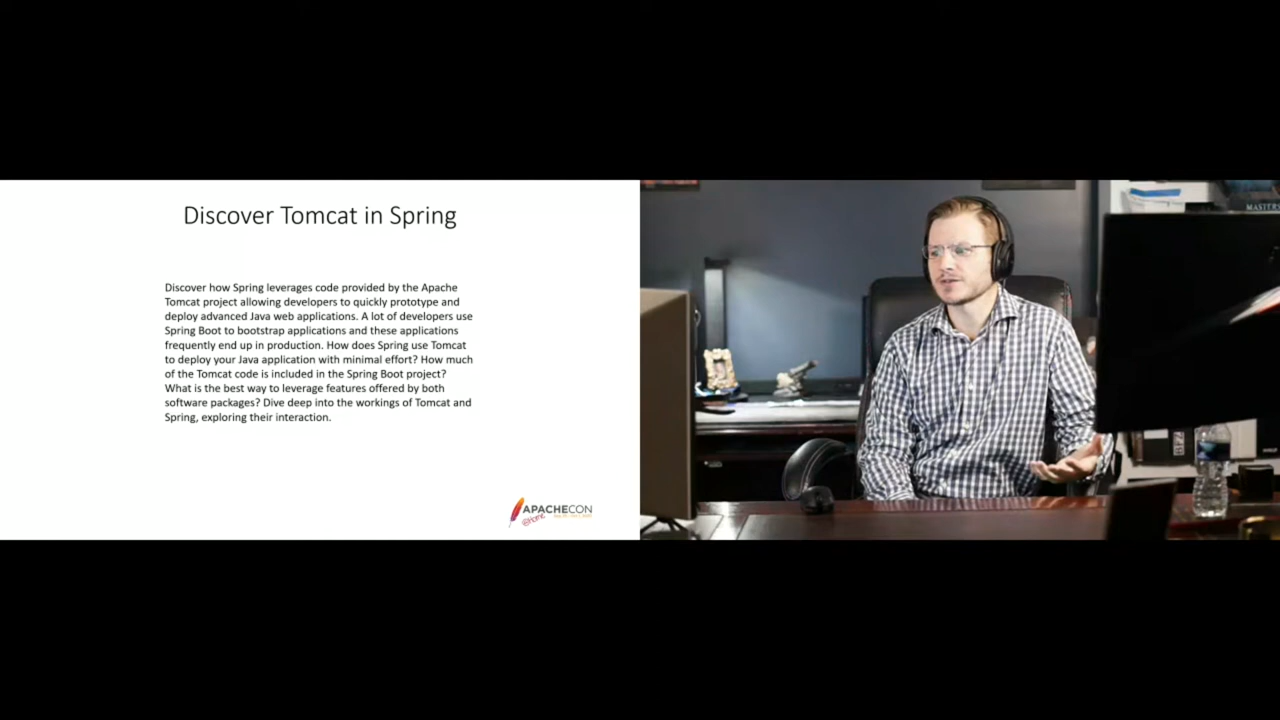 Discover Tomcat in Spring
Discover how Spring leverages code provided by the Apache
Tomcat project allowing developers to quickly prototype and
deploy advanced Java web applications. A lot of developers use
Spring Boot to bootstrap applications and these applications
frequently end up in production. How does Spring use Tomcat
to deploy your Java application with minimal effort? How much
of the Tomcat code is included in the Spring Boot project?
What is the best way to leverage features offered by both
software packages? Dive deep into the workings of Tomcat and
Spring, exploring their interaction.
APACHECON
@Home
MASTERS